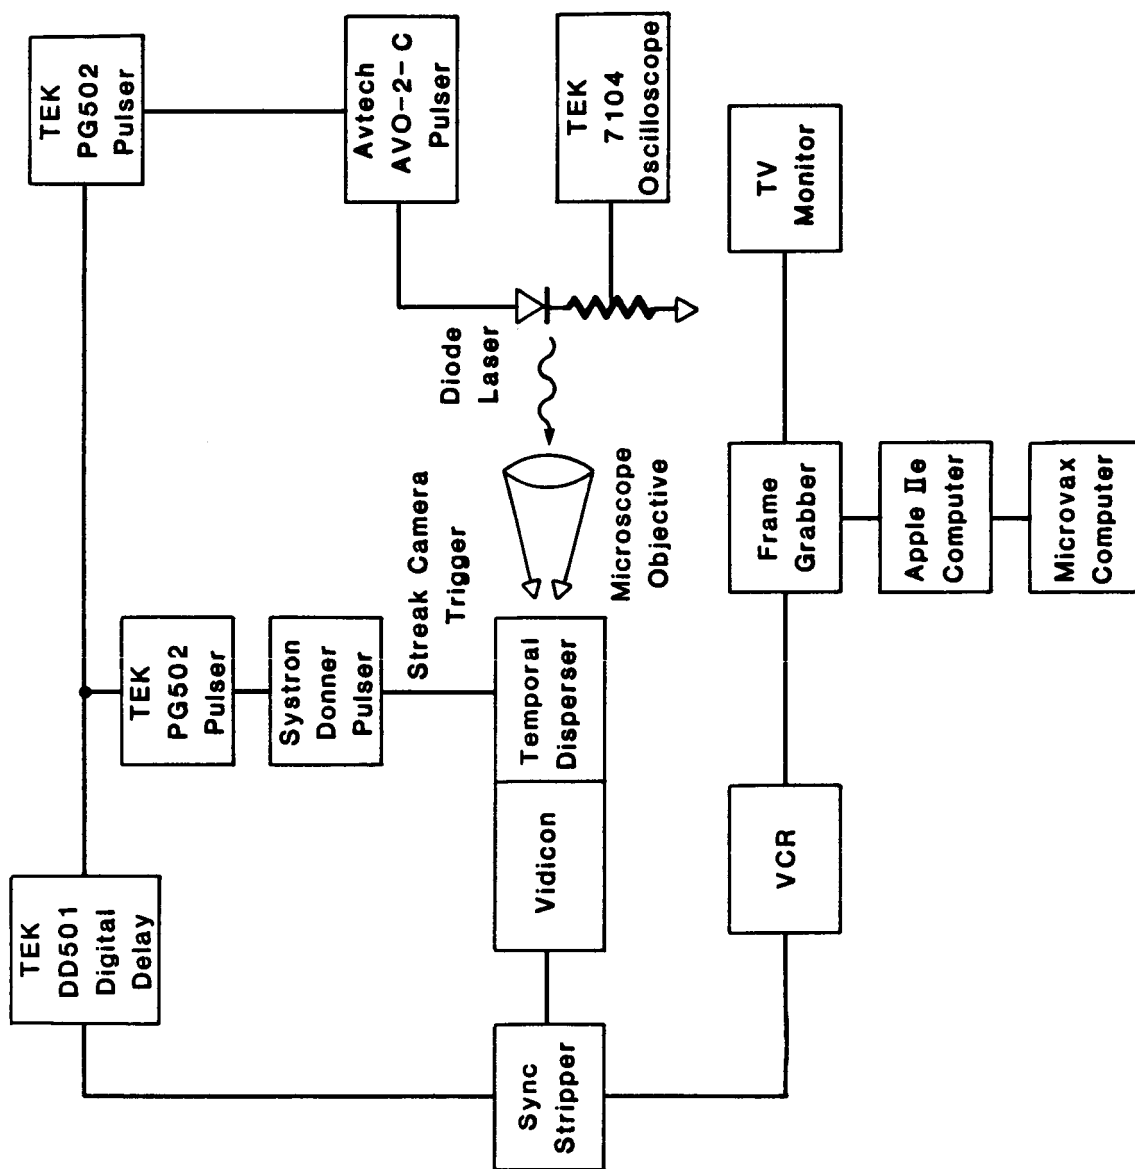 TEK
DD501
Digital
Delay
TEK
PG502
Pulser
TEK
PG502
Pulser
Systron
Donner
Pulser
Avtech
AVO-2-C
Pulser
Streak Camera
Trigger
Diode
Laser
Sync
Stripper
Vidicon
Temporal
Disperser
Microscope
Objective
TEK
7104
Oscilloscope
VCR
Frame
Grabber
TV
Monitor
Apple IIe
Computer
Microvax
Computer